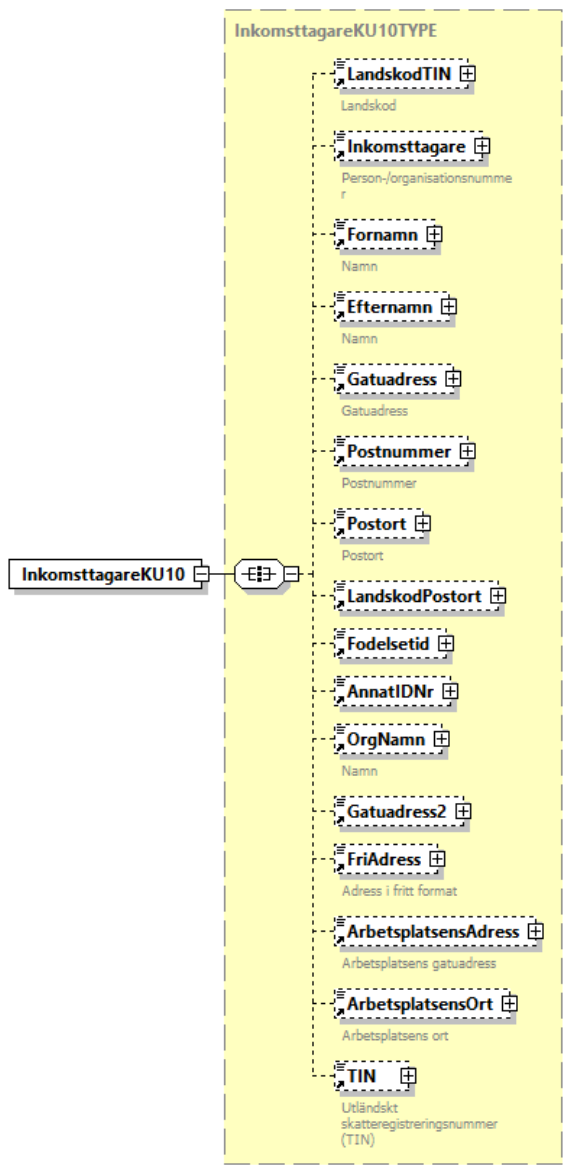 InkomsttagareKU10TYPE
LandskodTIN
Landskod
Inkomsttagare
Person-/organisationsnumme
r
Fornamn
Namn
Efternamn
Namn
Gatuadress
Gatuadress
Postnummer
Postnummer
Postort
Postort
InkomsttagareKU10
LandskodPostort
Fodelsetid
AnnatIDNr
OrgNamn
Namn
Gatuadress2
FriAdress
Adress i fritt format
ArbetsplatsensAdress
Arbetsplatsens gatuadress
ArbetsplatsensOrt
Arbetsplatsens ort
TIN
Utländskt
skatteregistreringsnummer
(TIN)